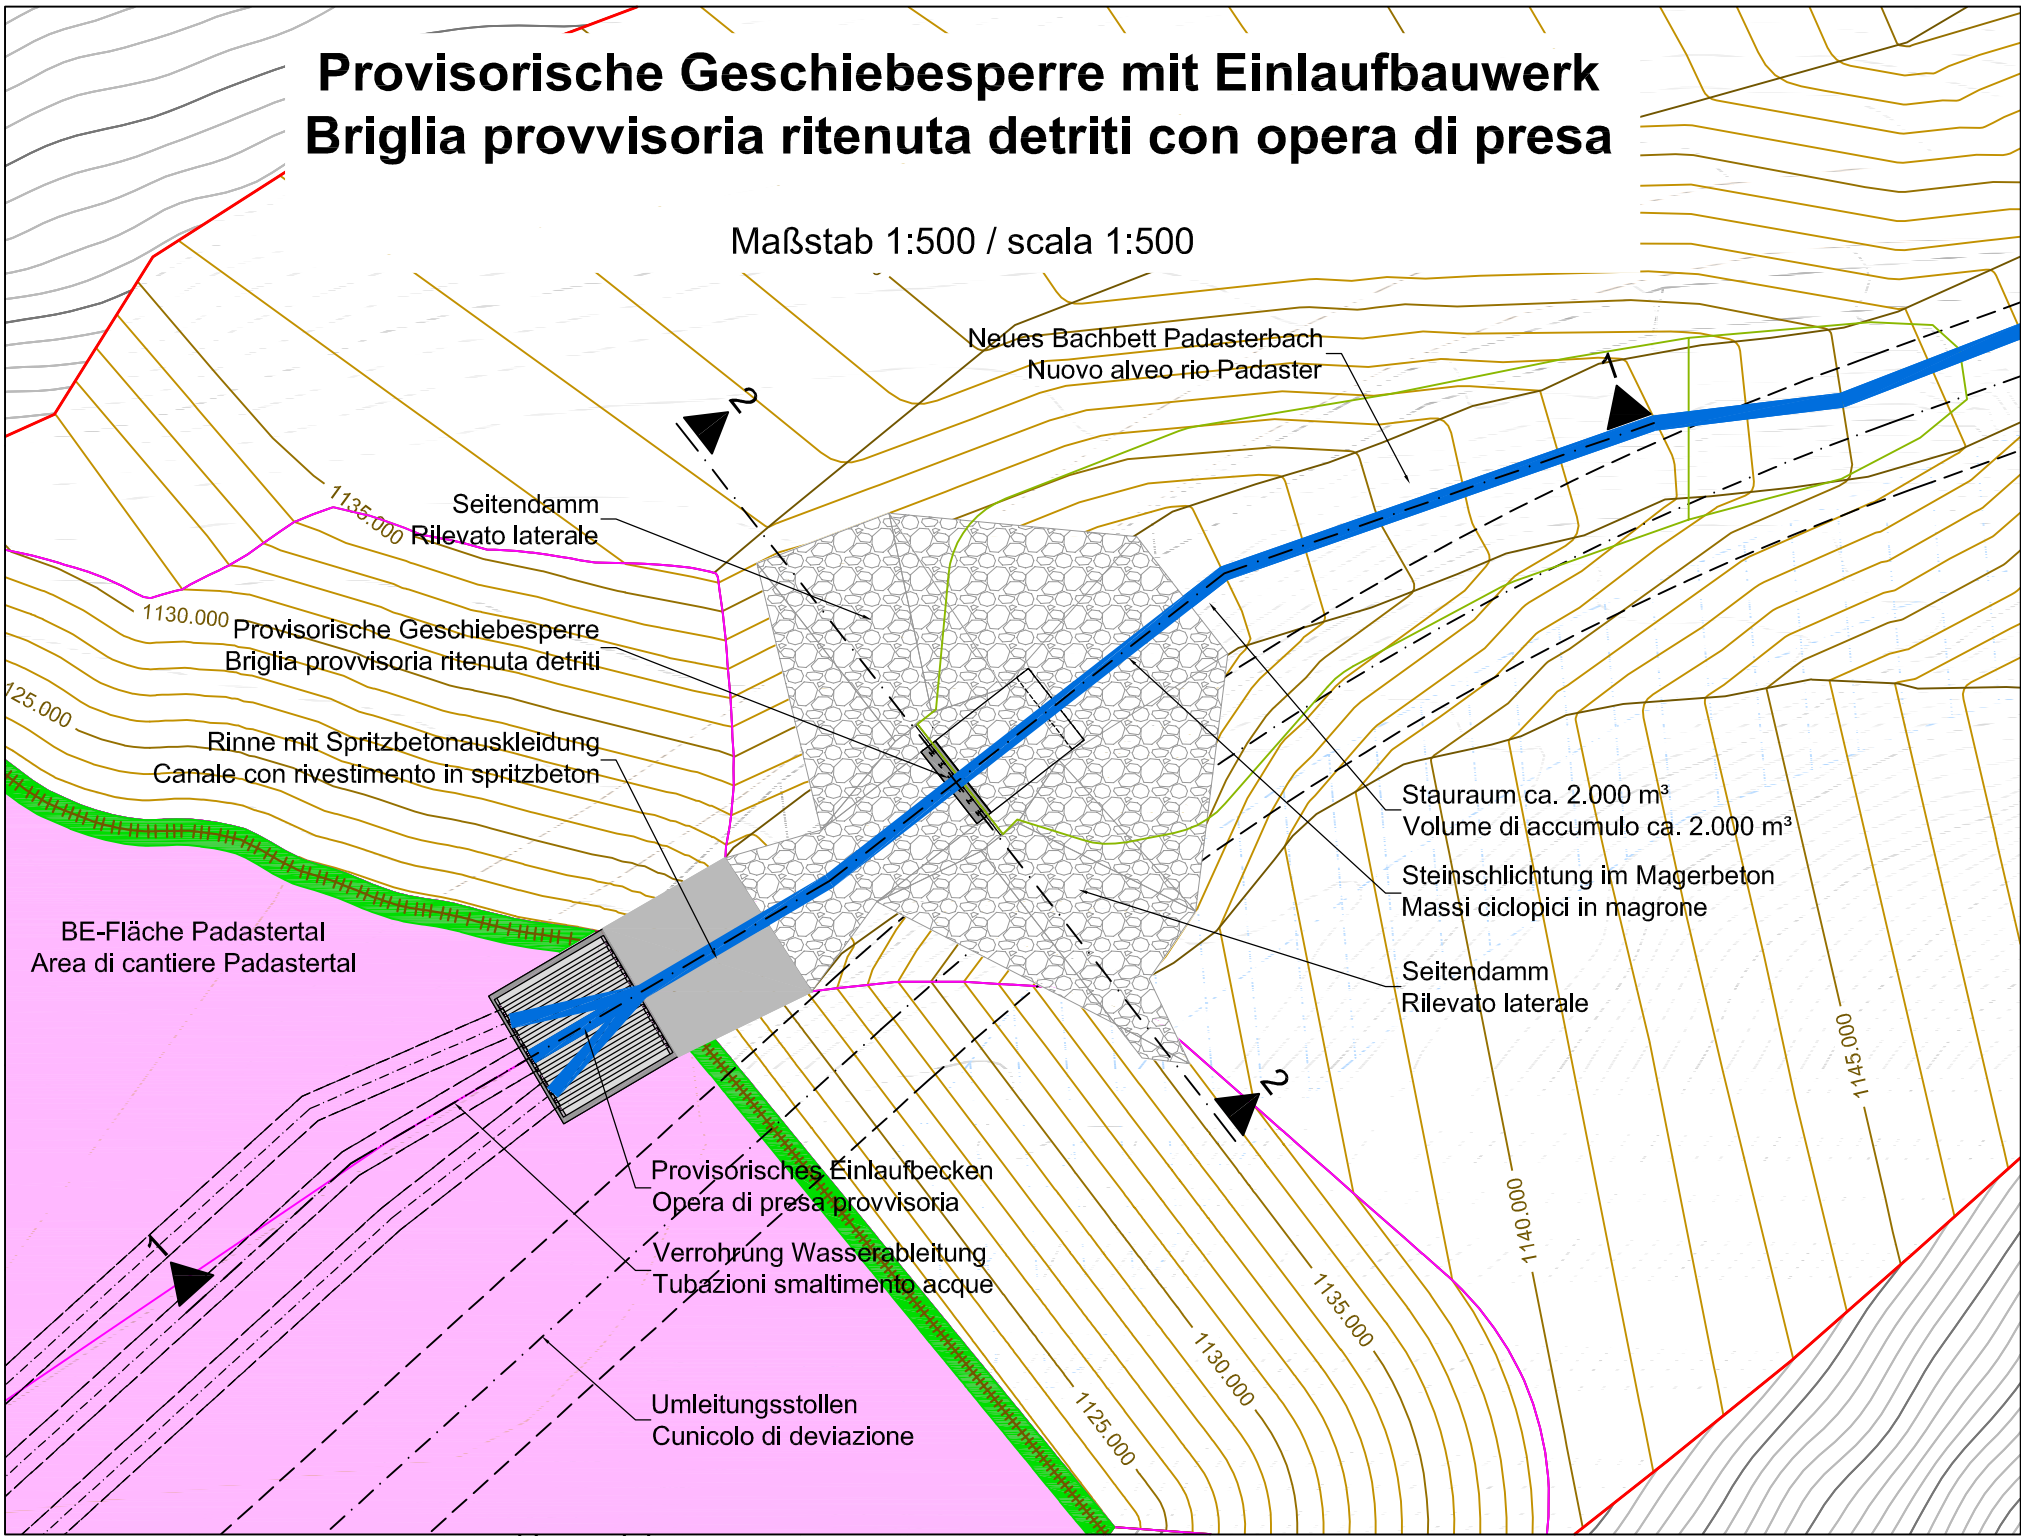 Provisorische Geschiebesperre mit Einlaufbauwerk
Briglia provvisoria ritenuta detriti con opera di presa
Maßstab 1:500 / scala 1:500
Neues Bachbett Padasterbach
Nuovo alveo rio Padaster
1
2
Seitendamm
Rilevato laterale
1135.000
1130.000
Provisorische Geschiebesperre
Briglia provvisoria ritenuta detriti
125.000
Rinne mit Spritzbetonauskleidung
Canale con rivestimento in spritzbeton
Stauraum ca. 2.000 m³
Volume di accumulo ca. 2.000 m³
Steinschlichtung im Magerbeton
Massi ciclopici in magrone
BE-Fläche Padastertal
Area di cantiere Padastertal
Seitendamm
Rilevato laterale
1145.000
2
Provisorisches Einlaufbecken
Opera di presa provvisoria
1140.000
1
Verrohrung Wasserableitung
Tubazioni smaltimento acque
1135.000
1130.000
Umleitungsstollen
Cunicolo di deviazione
1125.000